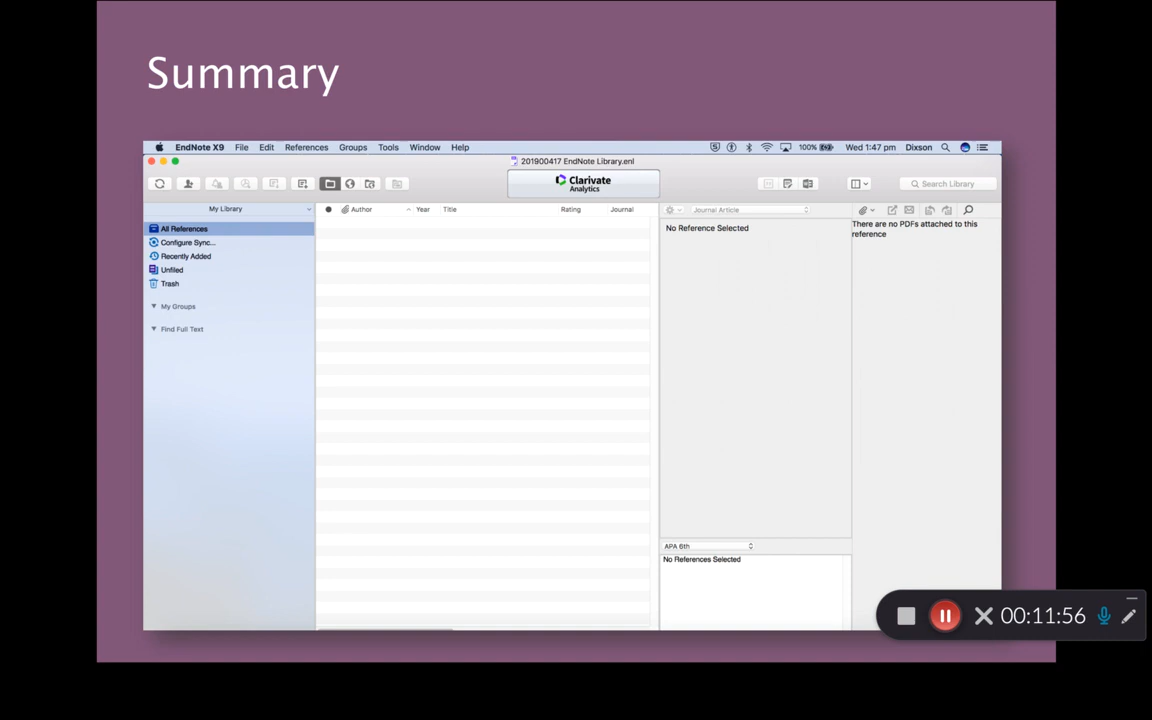 Summary
EndNote X9 File Edit References Groups Tools Window Help 100% Wed 1:47 pm Dixson
201900417 EndNote Library.enl
Clarivate
Analytics
Search Library
My Library
Author Year Title Rating Journal
Journal Article
All References
Configure Sync...
Recently Added
Unfiled
Trash
My Groups
Find Full Text
No Reference Selected
There are no PDFs attached to this
reference
APA 6th
No References Selected
00:11:56